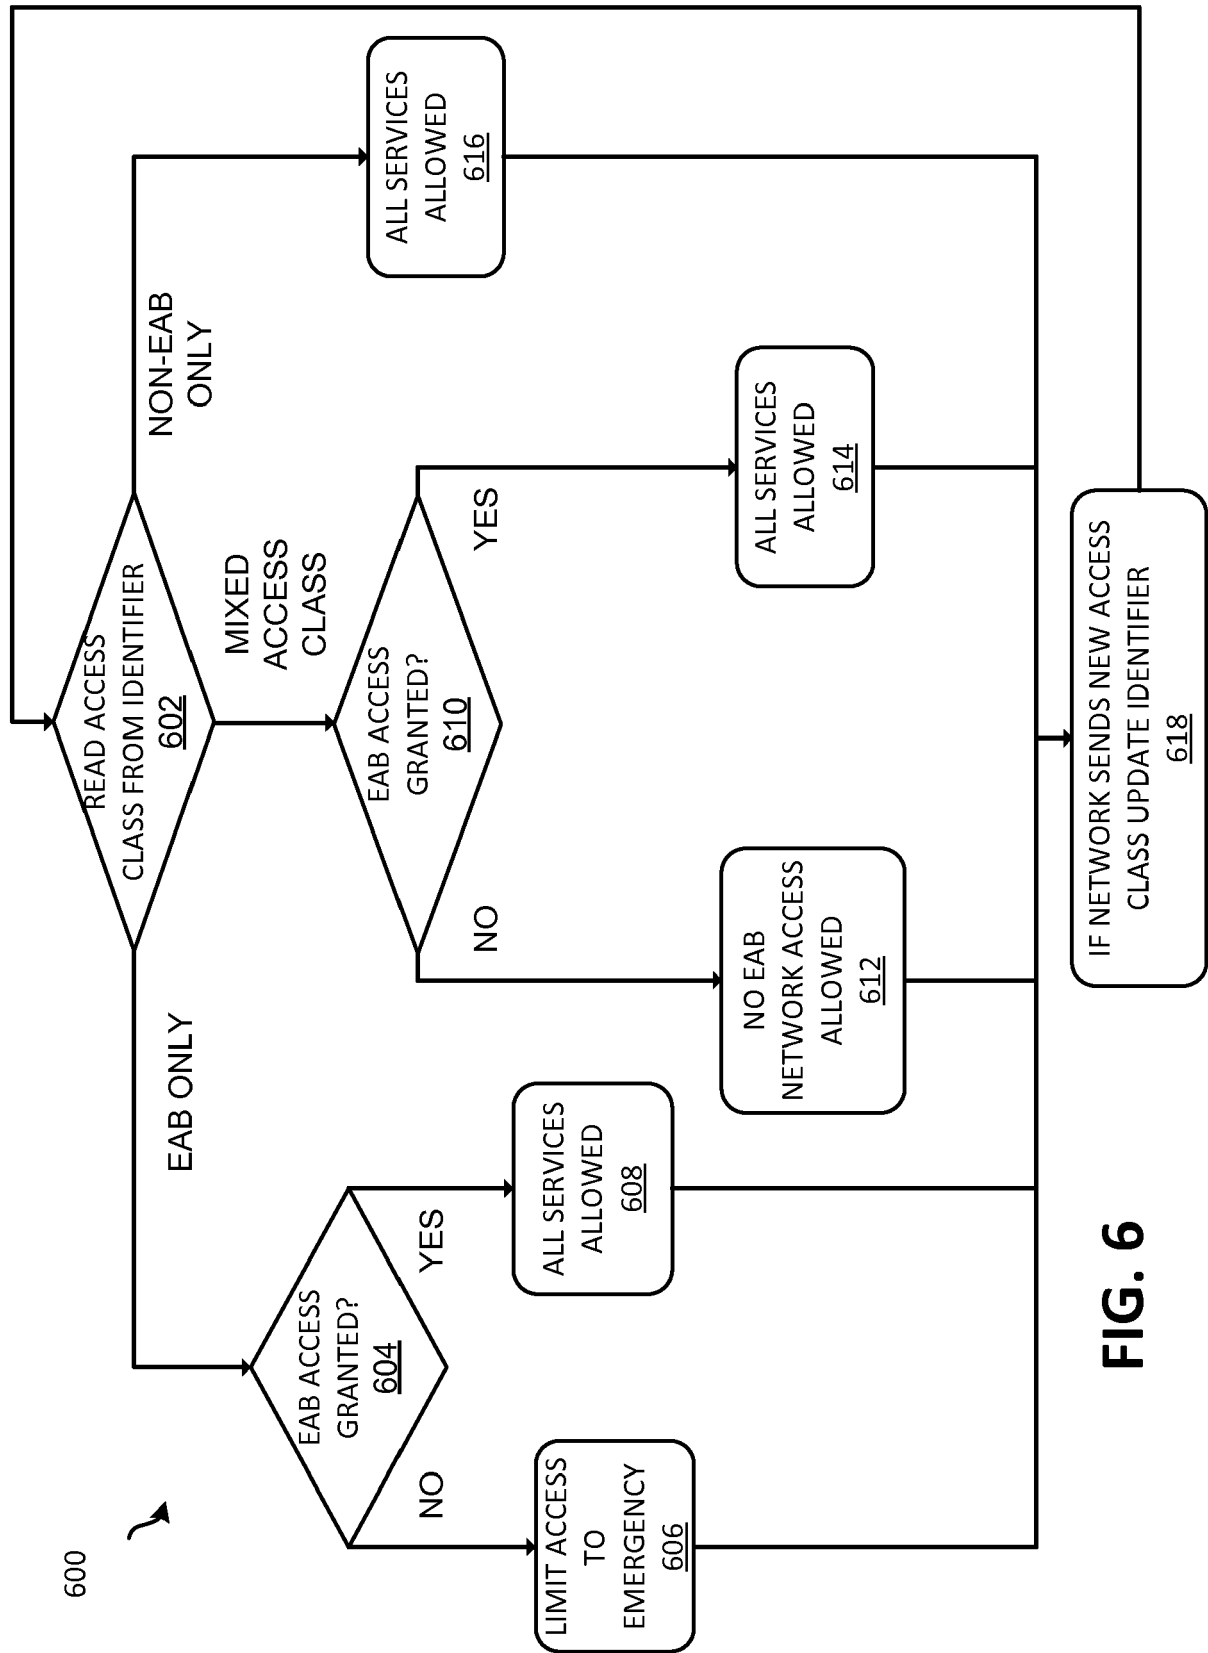 600
READ ACCESS
CLASS FROM IDENTIFIER
602
EAB ONLY
MIXED
ACCESS
CLASS
NON-EAB
ONLY
EAB ACCESS
GRANTED?
604
NO
YES
EAB ACCESS
GRANTED?
610
NO
YES
LIMIT ACCESS
TO
EMERGENCY
606
ALL SERVICES
ALLOWED
608
NO EAB
NETWORK ACCESS
ALLOWED
612
ALL SERVICES
ALLOWED
614
ALL SERVICES
ALLOWED
616
IF NETWORK SENDS NEW ACCESS
CLASS UPDATE IDENTIFIER
618
FIG. 6